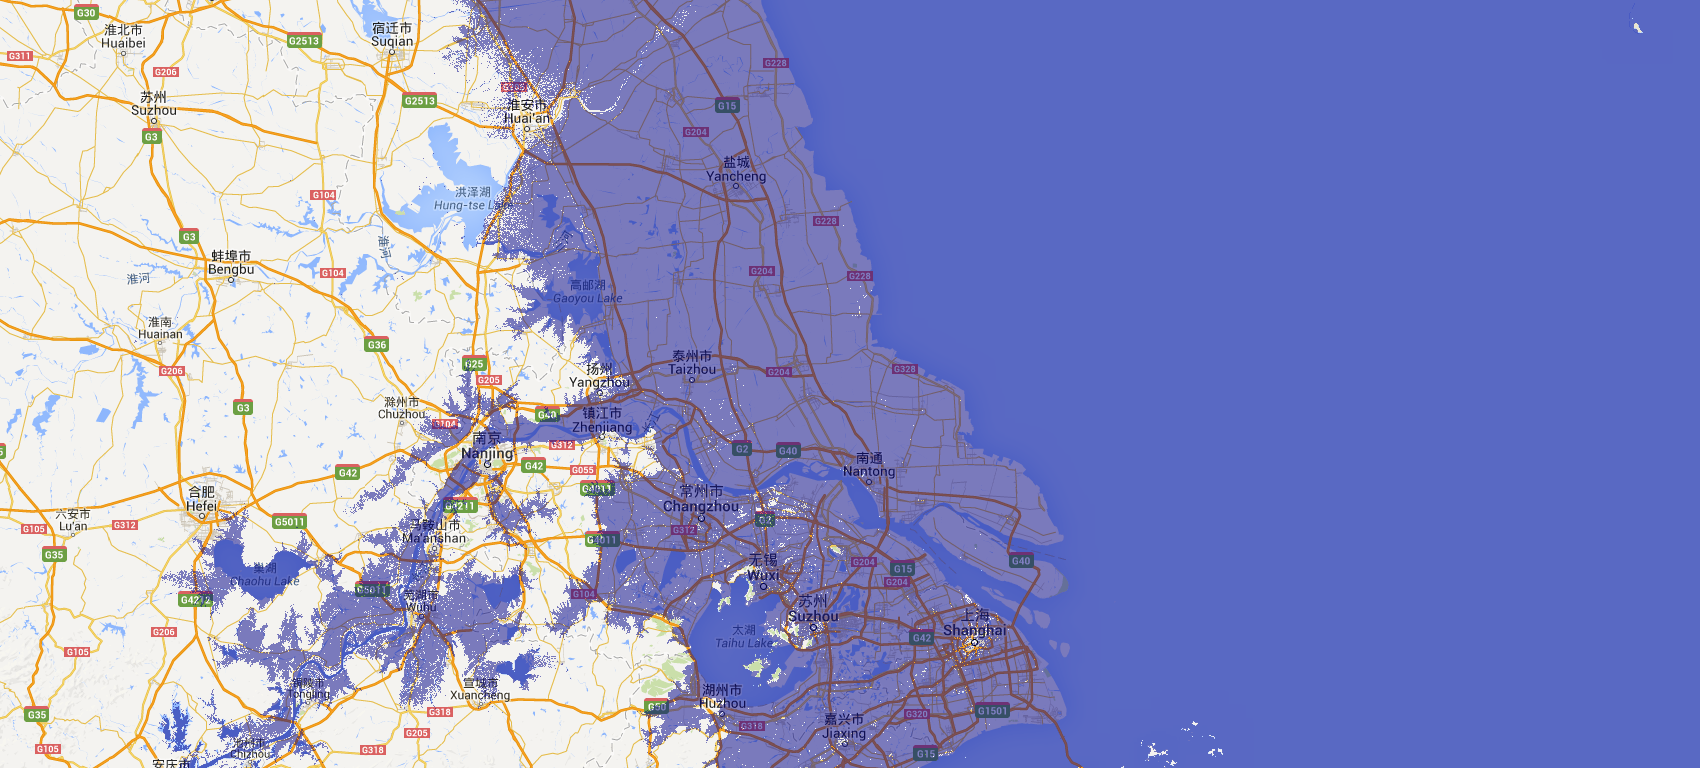 G30
淮北市
Huaibei
G311
G206
宿迁市
Suqian
G2513
G228
苏州
Suzhou
G3
G2513
淮安市
Huai'an
G15
G204
盐城
Yancheng
G104
洪泽湖
Hung-tse Lake
G228
G3
淮河
蚌埠市
Bengbu
G104
淮河
G204
G228
高邮湖
Gaoyou Lake
淮南
Huainan
G36
G206
G25
G205
扬州
Yangzhou
泰州市
Taizhou
G204
G328
G3
滁州市
Chuzhou
G104
G40
镇江市
Zhenjiang
南京
Nanjing
G312
G42
G42
G055
G2
G40
南通
Nantong
合肥
Hefei
常州市
Changzhou
六安市
Lu'an
G105
G312
G5011
马鞍山市
Ma'anshan
G2
G312
G35
G4011
无锡
Wuxi
G204
G15
G204
G40
巢湖
Chaohu Lake
G5011
芜湖市
Wuhu
G104
苏州
Suzhou
上海
Shanghai
G206
G105
太湖
Taihu Lake
G42
铜陵市
Tongling
宣城市
Xuancheng
湖州市
Huzhou
G35
G318
G50
G318
嘉兴市
Jiaxing
G320
G1501
G105
G205
G318
池州市
Chizhou
安庆市
G15